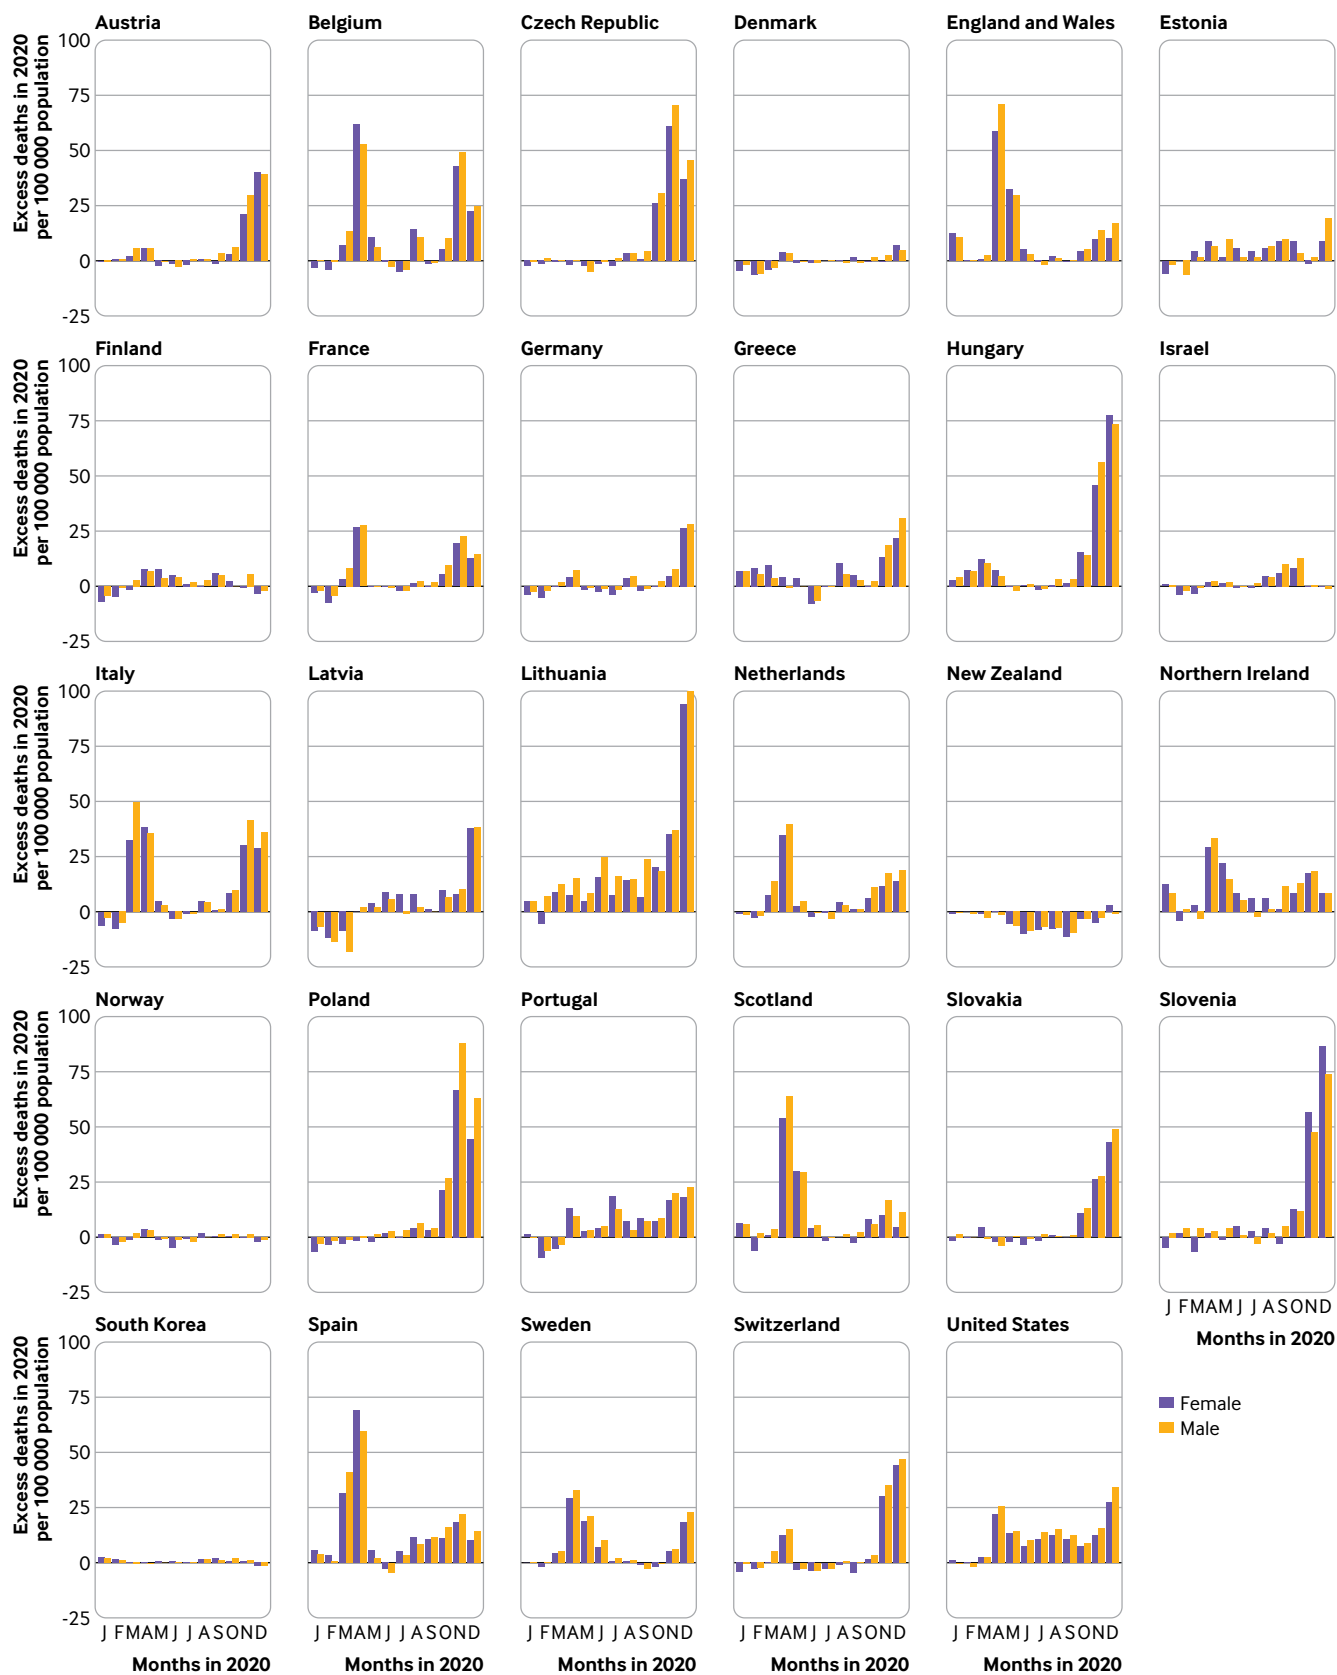 Austria
Belgium
Czech Republic
Denmark
England and Wales
Estonia
Excess deaths in 2020
per 100 000 population
100
75
50
25
0
-25
Finland
France
Germany
Greece
Hungary
Israel
Excess deaths in 2020
per 100 000 population
100
75
50
25
0
-25
Italy
Latvia
Lithuania
Netherlands
New Zealand
Northern Ireland
Excess deaths in 2020
per 100 000 population
100
75
50
25
0
-25
Norway
Poland
Portugal
Scotland
Slovakia
Slovenia
Excess deaths in 2020
per 100 000 population
100
75
50
25
0
-25
J F M A M J J A S O N D
Months in 2020
South Korea
Spain
Sweden
Switzerland
United States
Excess deaths in 2020
per 100 000 population
100
75
50
25
0
-25
Female
Male
J F M A M J J A S O N D
J F M A M J J A S O N D
J F M A M J J A S O N D
J F M A M J J A S O N D
J F M A M J J A S O N D
Months in 2020
Months in 2020
Months in 2020
Months in 2020
Months in 2020